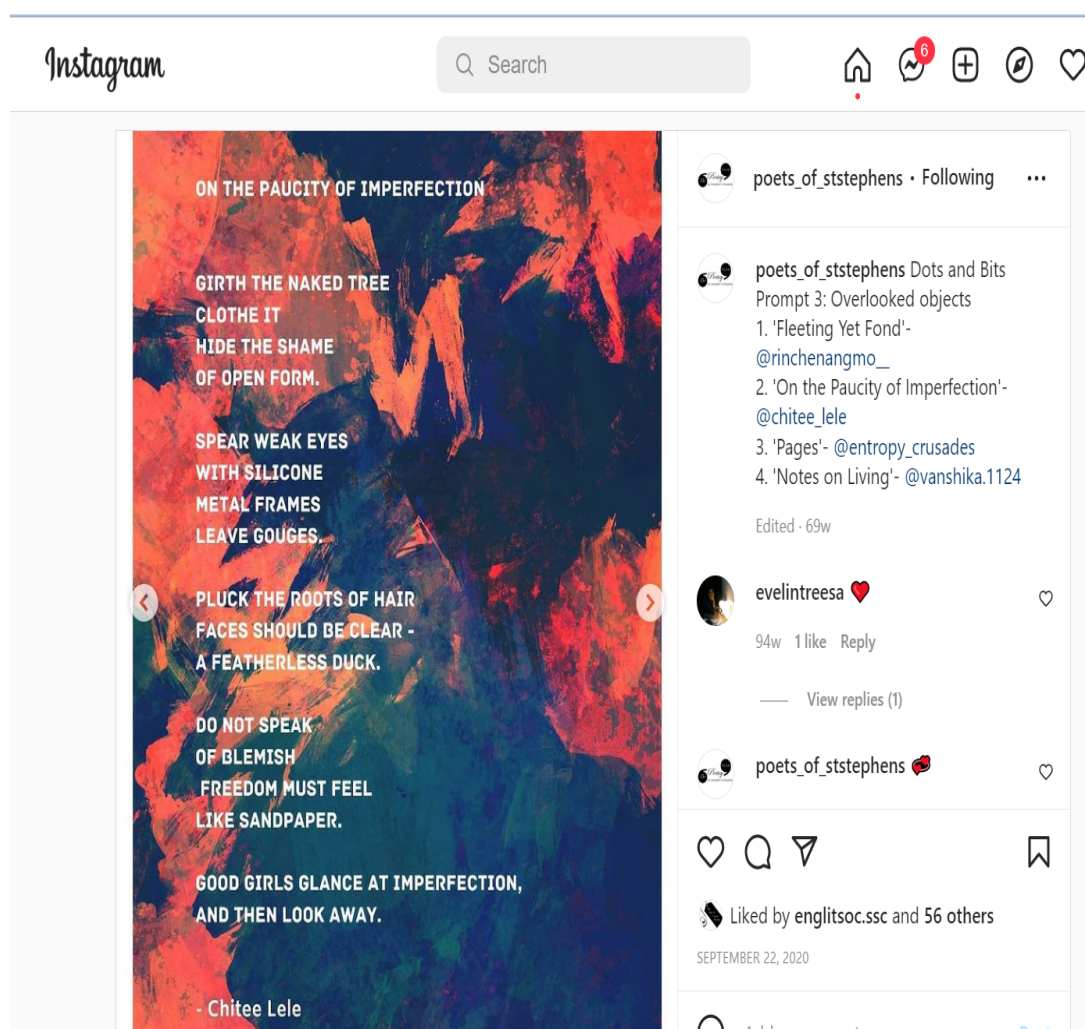 Instagram
Search
6
ON THE PAUCITY OF IMPERFECTION
GIRTH THE NAKED TREE
CLOTHE IT
HIDE THE SHAME
OF OPEN FORM.
SPEAR WEAK EYES
WITH SILICONE
METAL FRAMES
LEAVE GOUGES.
PLUCK THE ROOTS OF HAIR
FACES SHOULD BE CLEAR -
A FEATHERLESS DUCK.
DO NOT SPEAK
OF BLEMISH
FREEDOM MUST FEEL
LIKE SANDPAPER.
GOOD GIRLS GLANCE AT IMPERFECTION,
AND THEN LOOK AWAY.
- Chitee Lele
poets_of_ststephens • Following
poets_of_ststephens Dots and Bits
Prompt 3: Overlooked objects
1. 'Fleeting Yet Fond'-
@rinchenangmo__
2. 'On the Paucity of Imperfection'-
@chitee_lele
3. 'Pages'- @entropy_crusades
4. 'Notes on Living'- @vanshika.1124
Edited · 69w
evelintreesa ❤️
94w 1 like Reply
View replies (1)
poets_of_ststephens 💞
Liked by englitsoc.ssc and 56 others
SEPTEMBER 22, 2020